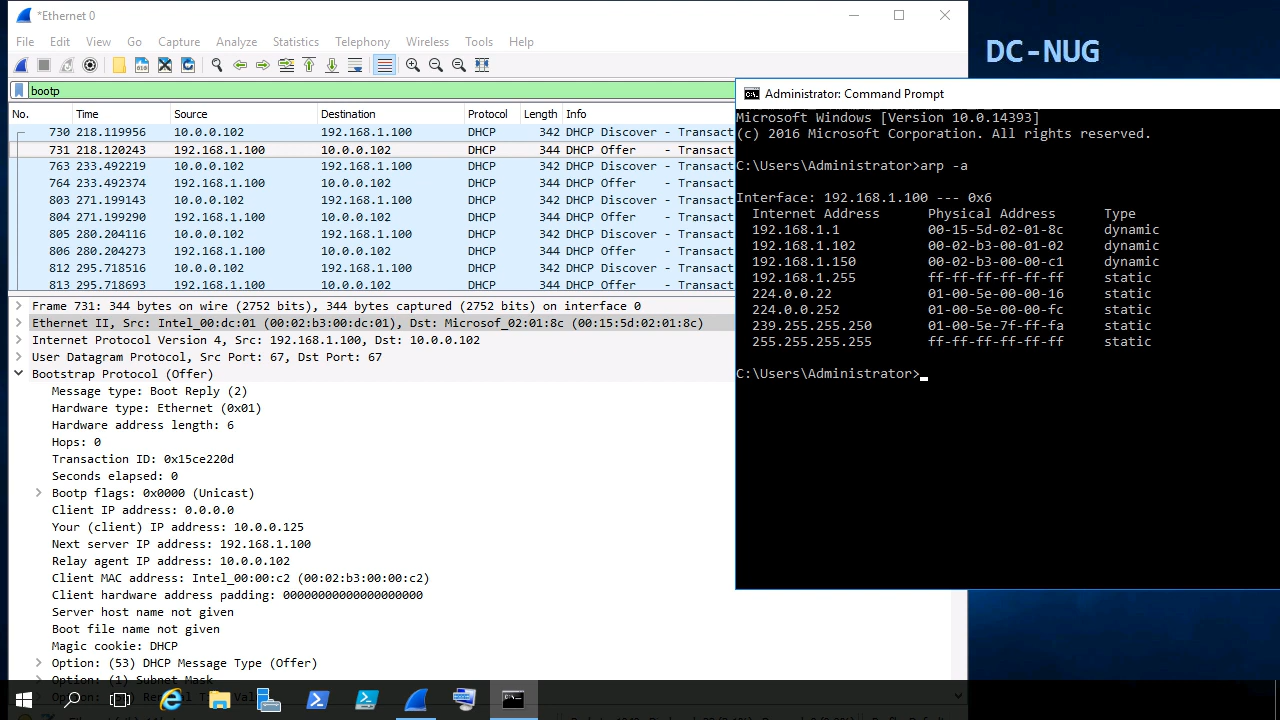 *Ethernet 0
File Edit View Go Capture Analyze Statistics Telephony Wireless Tools Help
bootp
No. Time Source Destination Protocol Length Info
730 218.119956 10.0.0.102 192.168.1.100 DHCP 342 DHCP Discover - Transact
731 218.120243 192.168.1.100 10.0.0.102 DHCP 344 DHCP Offer - Transact
763 233.492219 10.0.0.102 192.168.1.100 DHCP 342 DHCP Discover - Transact
764 233.492374 192.168.1.100 10.0.0.102 DHCP 344 DHCP Offer - Transact
803 271.199143 10.0.0.102 192.168.1.100 DHCP 342 DHCP Discover - Transact
804 271.199290 192.168.1.100 10.0.0.102 DHCP 344 DHCP Offer - Transact
805 280.204116 10.0.0.102 192.168.1.100 DHCP 342 DHCP Discover - Transact
806 280.204273 192.168.1.100 10.0.0.102 DHCP 344 DHCP Offer - Transact
812 295.718516 10.0.0.102 192.168.1.100 DHCP 342 DHCP Discover - Transact
813 295.718693 192.168.1.100 10.0.0.102 DHCP 344 DHCP Offer - Transact
Frame 731: 344 bytes on wire (2752 bits), 344 bytes captured (2752 bits) on interface 0
Ethernet II, Src: Intel_00:dc:01 (00:02:b3:00:dc:01), Dst: Microsof_02:01:8c (00:15:5d:02:01:8c)
Internet Protocol Version 4, Src: 192.168.1.100, Dst: 10.0.0.102
User Datagram Protocol, Src Port: 67, Dst Port: 67
Bootstrap Protocol (Offer)
Message type: Boot Reply (2)
Hardware type: Ethernet (0x01)
Hardware address length: 6
Hops: 0
Transaction ID: 0x15ce220d
Seconds elapsed: 0
Bootp flags: 0x0000 (Unicast)
Client IP address: 0.0.0.0
Your (client) IP address: 10.0.0.125
Next server IP address: 192.168.1.100
Relay agent IP address: 10.0.0.102
Client MAC address: Intel_00:00:c2 (00:02:b3:00:00:c2)
Client hardware address padding: 00000000000000000000
Server host name not given
Boot file name not given
Magic cookie: DHCP
Option: (53) DHCP Message Type (Offer)
Option: (1) Subnet Mask
DC-NUG
Administrator: Command Prompt
Microsoft Windows [Version 10.0.14393]
(c) 2016 Microsoft Corporation. All rights reserved.
C:\Users\Administrator>arp -a
Interface: 192.168.1.100 --- 0x6
Internet Address Physical Address Type
192.168.1.1 00-15-5d-02-01-8c dynamic
192.168.1.102 00-02-b3-00-01-02 dynamic
192.168.1.150 00-02-b3-00-00-c1 dynamic
192.168.1.255 ff-ff-ff-ff-ff-ff static
224.0.0.22 01-00-5e-00-00-16 static
224.0.0.252 01-00-5e-00-00-fc static
239.255.255.250 01-00-5e-7f-ff-fa static
255.255.255.255 ff-ff-ff-ff-ff-ff static
C:\Users\Administrator>